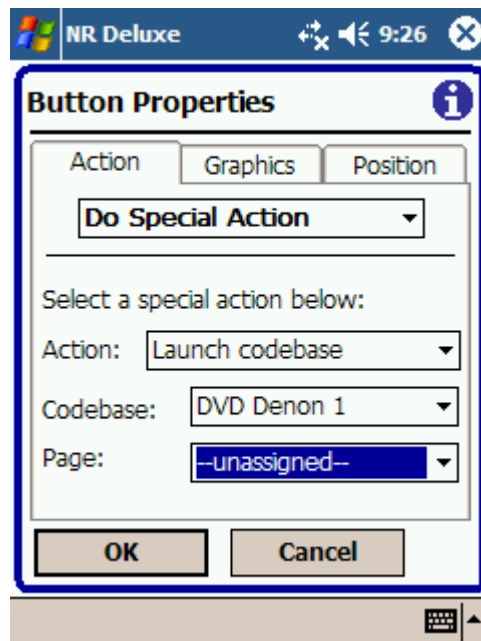 NR Deluxe 9:26
Button Properties
Action Graphics Position
Do Special Action
Select a special action below:
Action: Launch codebase
Codebase: DVD Denon 1
Page: --unassigned--
OK Cancel